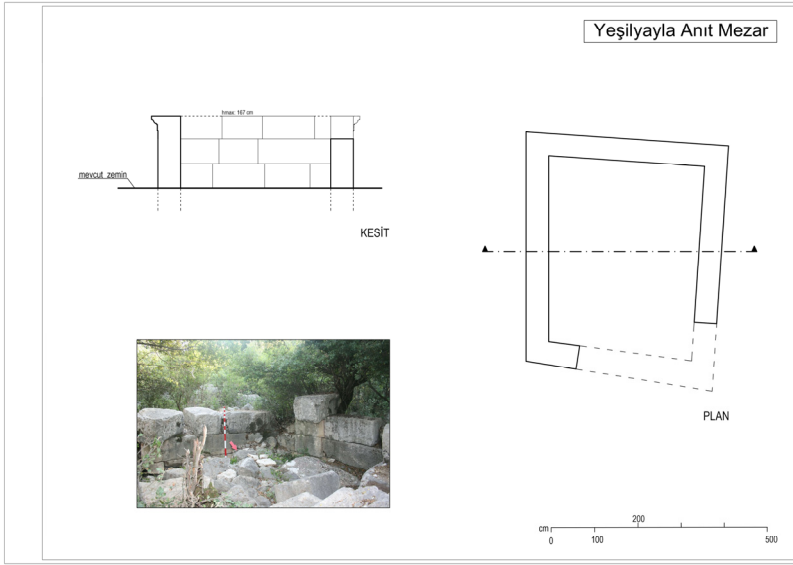 Yeşilyayla Anıt Mezar
hmax: 167 cm
mevcut zemin
KESİT
PLAN
200
cm
0 100 500